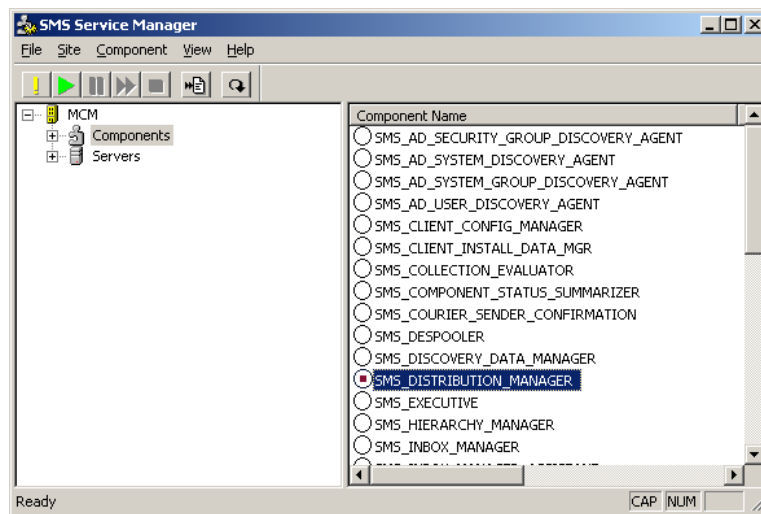 SMS Service Manager
File Site Component View Help
MCM
Components
Servers
Component Name
SMS_AD_SECURITY_GROUP_DISCOVERY_AGENT
SMS_AD_SYSTEM_DISCOVERY_AGENT
SMS_AD_SYSTEM_GROUP_DISCOVERY_AGENT
SMS_AD_USER_DISCOVERY_AGENT
SMS_CLIENT_CONFIG_MANAGER
SMS_CLIENT_INSTALL_DATA_MGR
SMS_COLLECTION_EVALUATOR
SMS_COMPONENT_STATUS_SUMMARIZER
SMS_COURIER_SENDER_CONFIRMATION
SMS_DESPOOLER
SMS_DISCOVERY_DATA_MANAGER
SMS_DISTRIBUTION_MANAGER
SMS_EXECUTIVE
SMS_HIERARCHY_MANAGER
SMS_INBOX_MANAGER
Ready CAP NUM